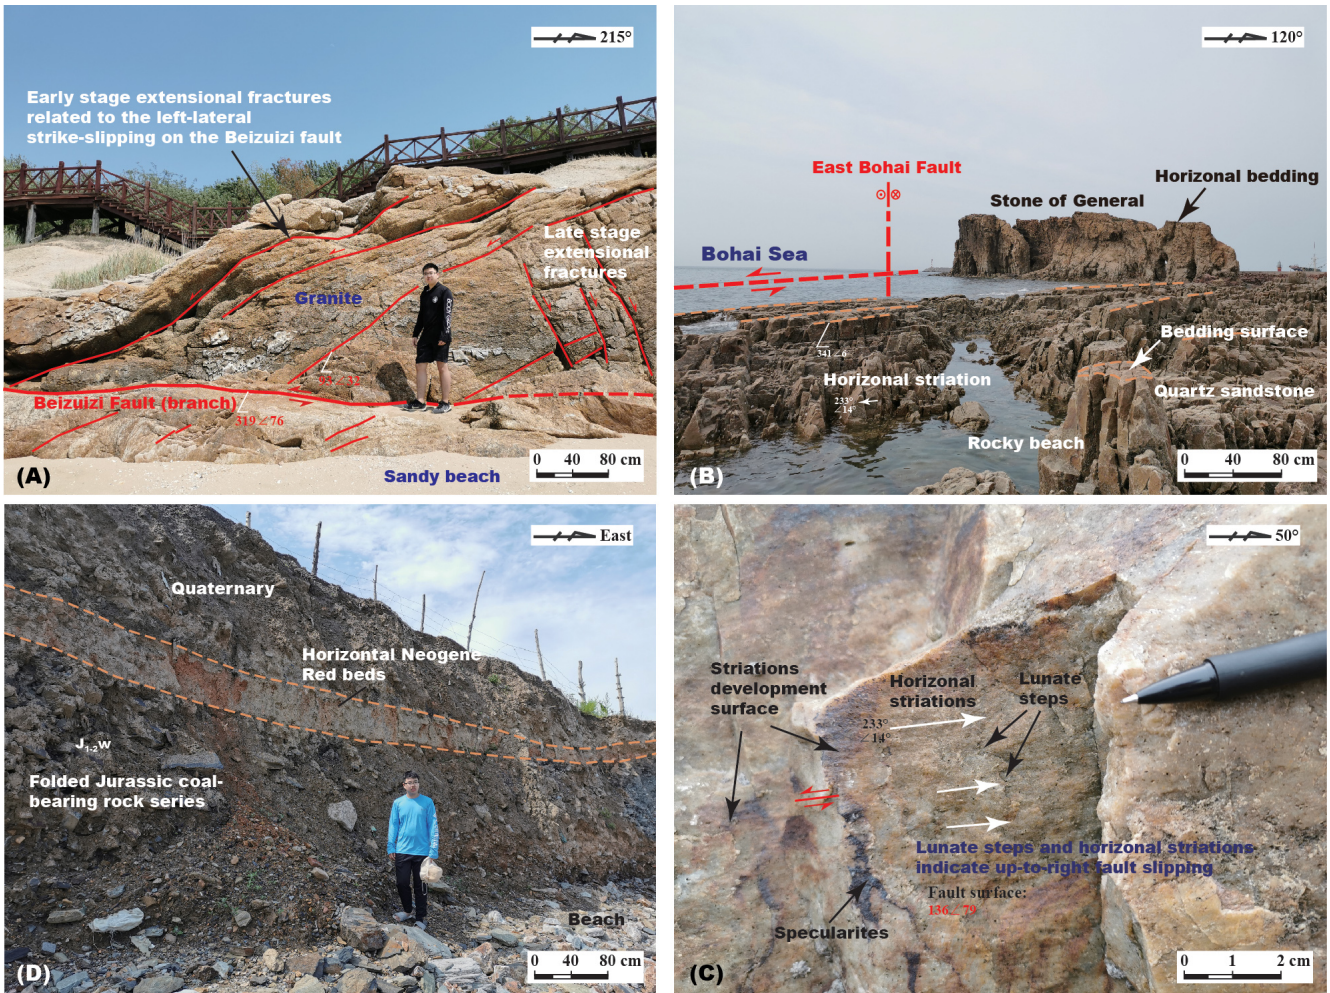 215°
Early stage extensional fractures
related to the left-lateral
strike-slipping on the Beizuizi fault
Late stage
extensional
fractures
Granite
Beizuizi Fault (branch)
319∠76
(A)
Sandy beach
0 40 80 cm
120°
East Bohai Fault
Horizonal bedding
Stone of General
Bohai Sea
341∠6
Bedding surface
Horizonal striation
233°
∠14°
Quartz sandstone
Rocky beach
(B)
0 40 80 cm
East
Quaternary
Horizontal Neogene
Red beds
J1-2w
Folded Jurassic coal-
bearing rock series
Beach
(D)
0 40 80 cm
50°
Striations
development
surface
Horizonal
striations
Lunate
steps
233°
∠14°
Lunate steps and horizonal striations
indicate up-to-right fault slipping
Fault surface:
136∠79
Specularites
(C)
0 1 2 cm